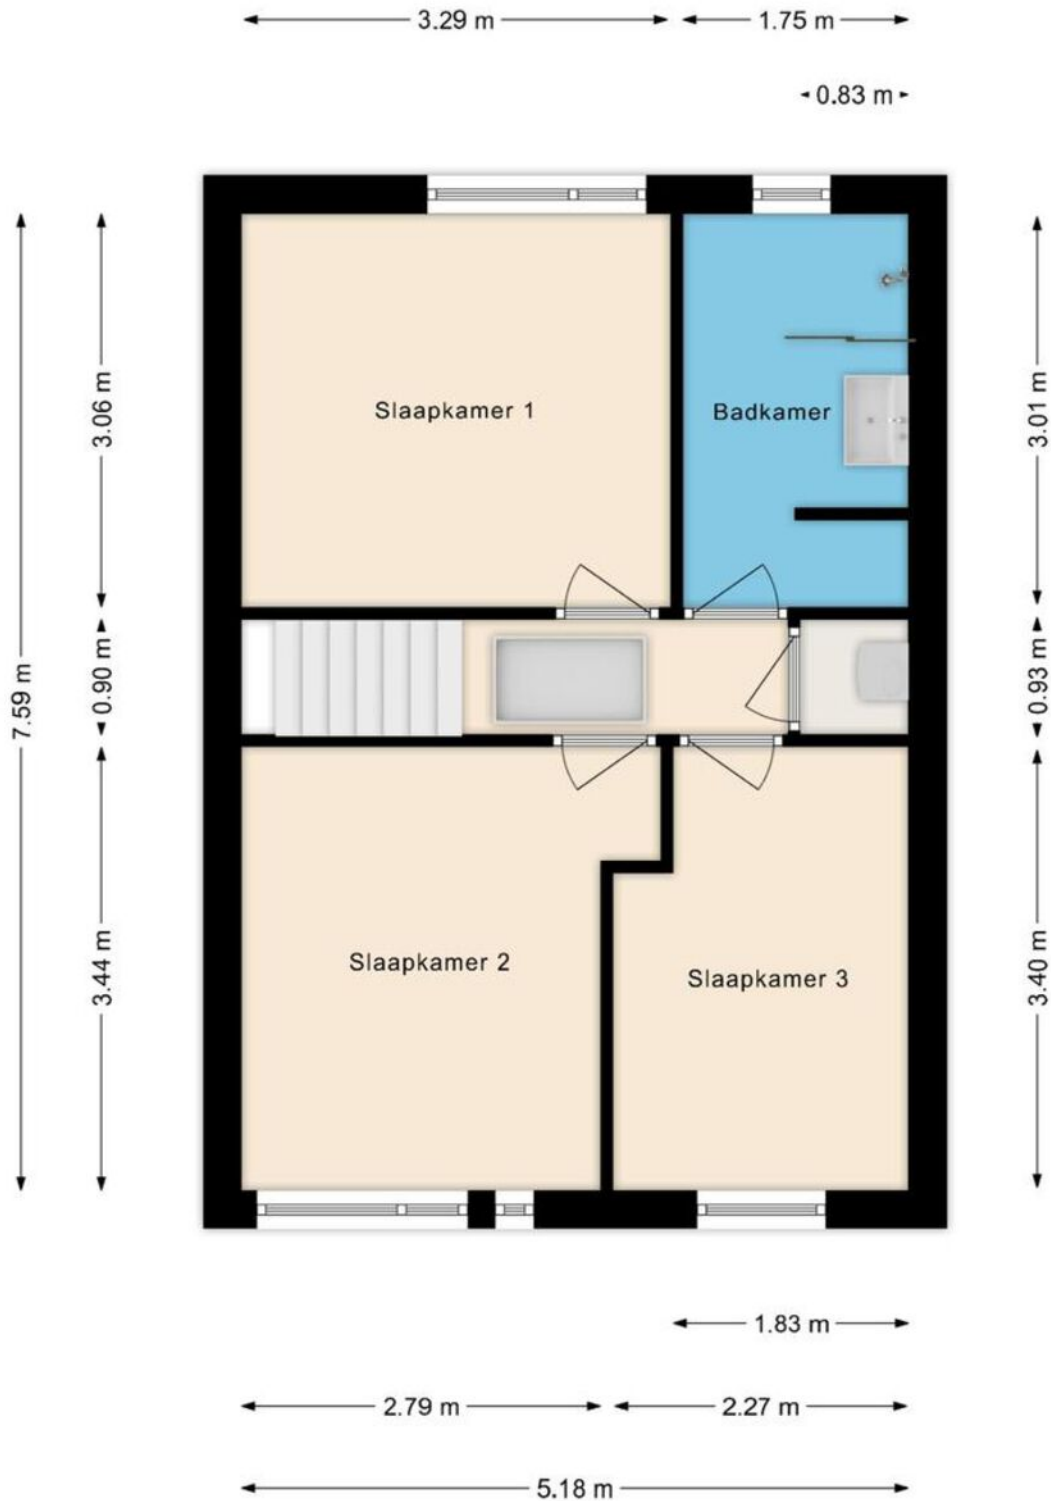 3.29 m
1.75 m
0.83 m
Slaapkamer 1
Badkamer
3.06 m
3.01 m
7.59 m
0.90 m
0.93 m
Slaapkamer 2
Slaapkamer 3
3.44 m
3.40 m
1.83 m
2.79 m
2.27 m
5.18 m